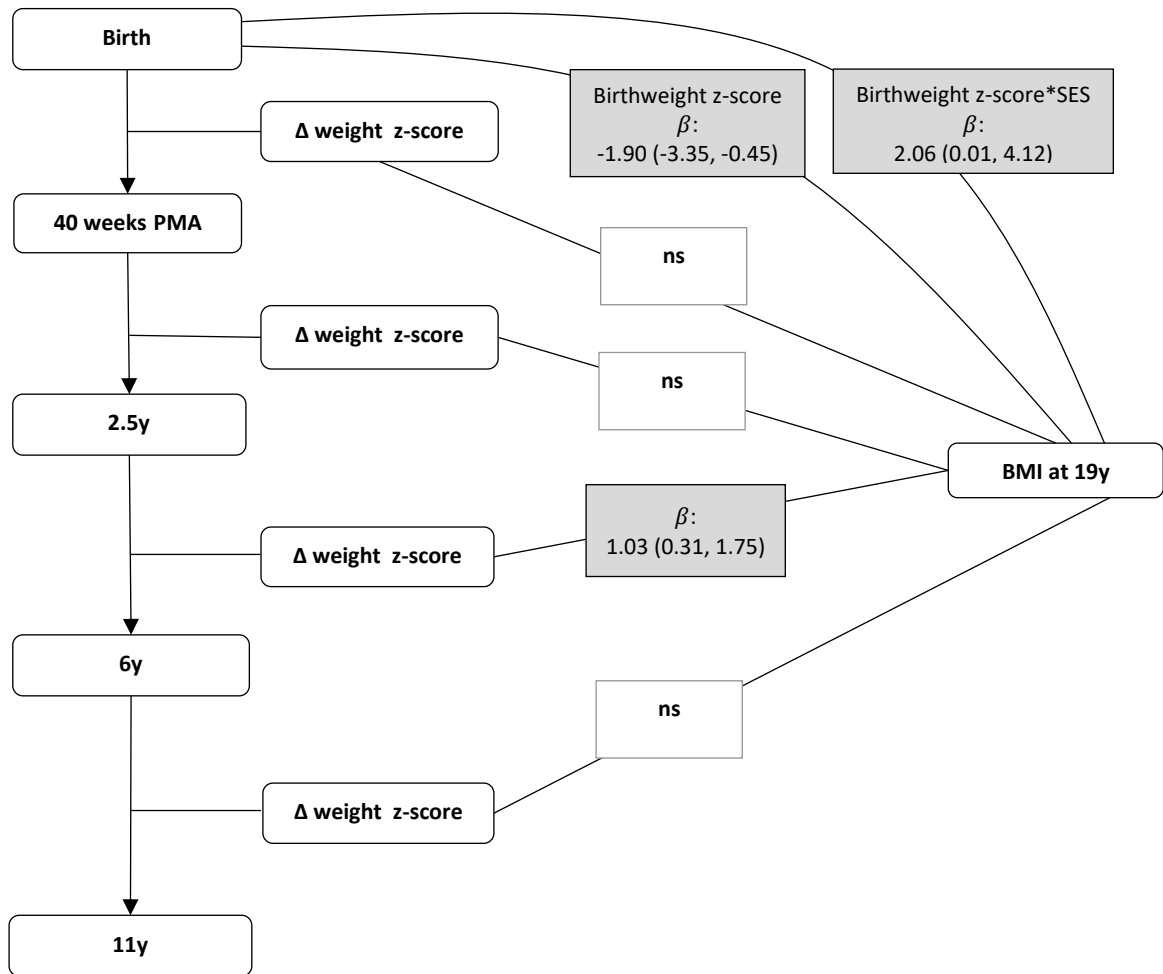 Birth
Birthweight z-score
β:
-1.90 (-3.35, -0.45)
Birthweight z-score*SES
β:
2.06 (0.01, 4.12)
Δ weight z-score
40 weeks PMA
ns
Δ weight z-score
ns
2.5y
BMI at 19y
β:
1.03 (0.31, 1.75)
Δ weight z-score
6y
ns
Δ weight z-score
11y